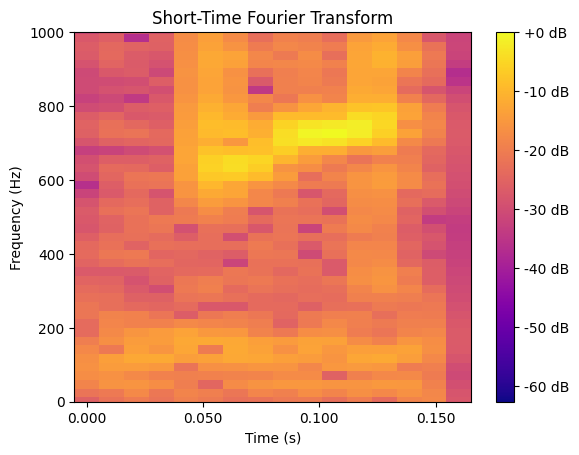 Short-Time Fourier Transform
Frequency (Hz)
1000
800
600
400
200
0
0.000
0.050
0.100
0.150
Time (s)
+0 dB
-10 dB
-20 dB
-30 dB
-40 dB
-50 dB
-60 dB